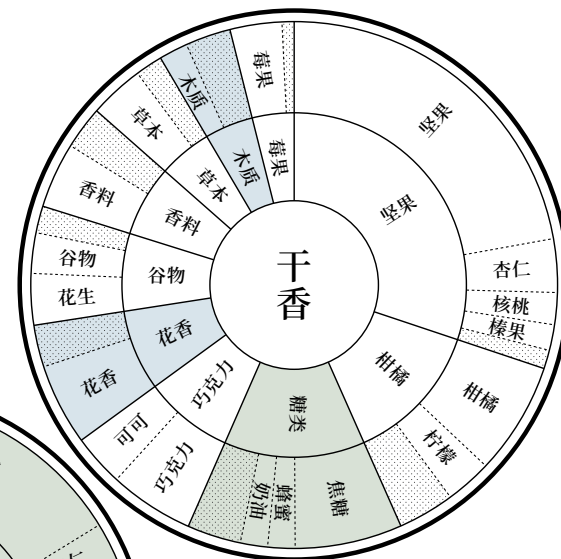 干
香
坚果
柑橘
糖类
巧克力
花香
谷物
香料
草本
木质
莓果
坚果
杏仁
核桃
榛果
柑橘
柠檬
焦糖
蜂蜜
奶油
巧克力
可可
花香
花生
谷物
香料
草本
木质
莓果